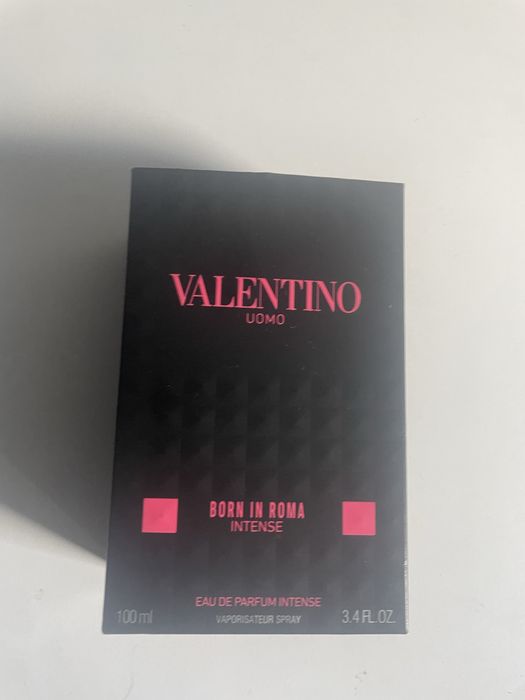 VALENTINO
UOMO
BORN IN ROMA
INTENSE
EAU DE PARFUM INTENSE
100 ml VAPORISATEUR SPRAY 3.4 FL.OZ.